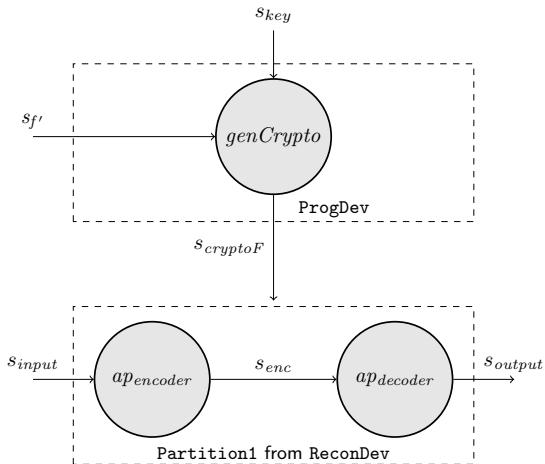 s_key
s_f'
genCrypto
ProgDev
s_cryptoF
s_input
ap_encoder
s_enc
ap_decoder
s_output
Partition1 from ReconDev